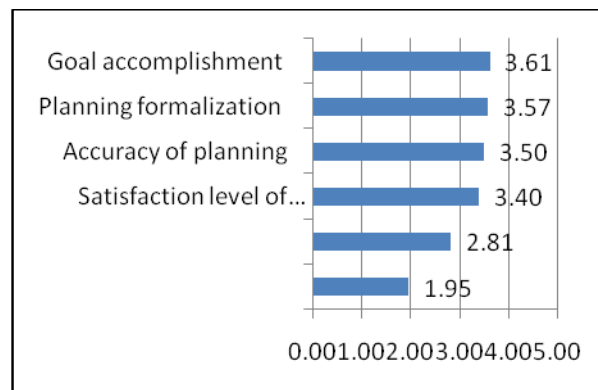 Goal accomplishment 3.61
Planning formalization 3.57
Accuracy of planning 3.50
Satisfaction level of... 3.40
2.81
1.95
0.001.002.003.004.005.00